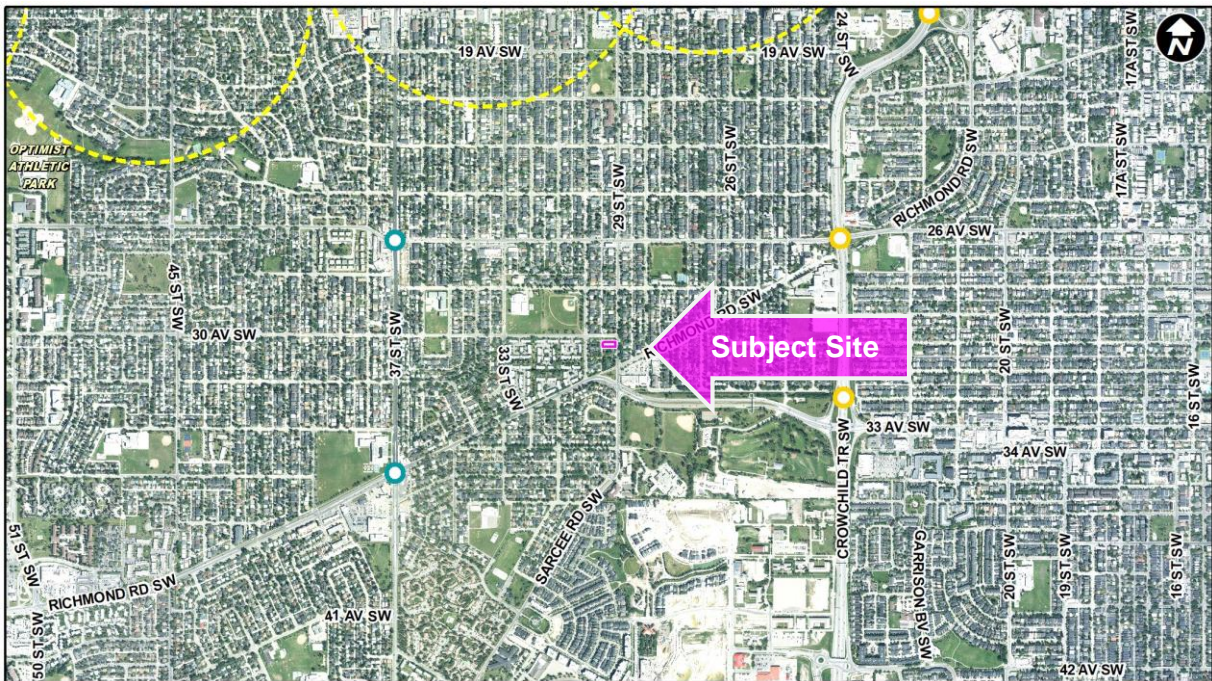 19 AV SW
19 AV SW
24 ST SW
17A ST SW
N
OPTIMIST
ATHLETIC
PARK
29 ST SW
26 ST SW
17A ST SW
RICHMOND RD SW
26 AV SW
45 ST SW
30 AV SW
37 ST SW
33 ST SW
RICHMOND RD SW
Subject Site
20 ST SW
16 ST SW
33 AV SW
34 AV SW
CROWCHILD TR SW
SARCEE RD SW
GARRISON BV SW
51 ST SW
50 ST SW
RICHMOND RD SW
41 AV SW
20 ST SW
19 ST SW
16 ST SW
42 AV SW